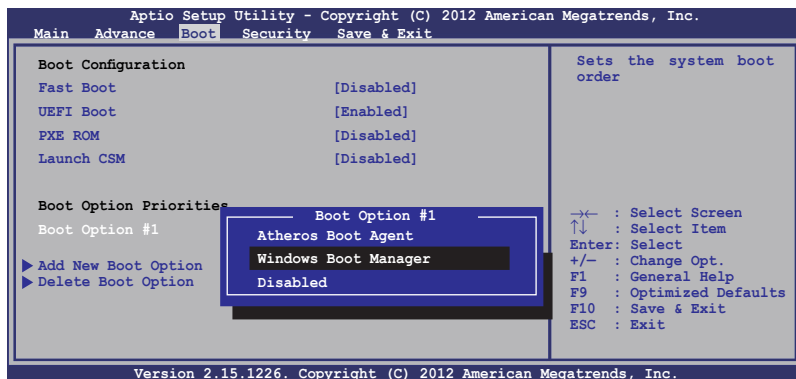 Aptio Setup Utility - Copyright (C) 2012 American Megatrends, Inc.
Main Advance Boot Security Save & Exit
Boot Configuration
Fast Boot [Disabled]
UEFI Boot [Enabled]
PXE ROM [Disabled]
Launch CSM [Disabled]
Boot Option Priorities
Boot Option #1
Add New Boot Option
Delete Boot Option
Boot Option #1
Atheros Boot Agent
Windows Boot Manager
Disabled
Sets the system boot
order
→← : Select Screen
↑↓ : Select Item
Enter: Select
+/— : Change Opt.
F1 : General Help
F9 : Optimized Defaults
F10 : Save & Exit
ESC : Exit
Version 2.15.1226. Copyright (C) 2012 American Megatrends, Inc.